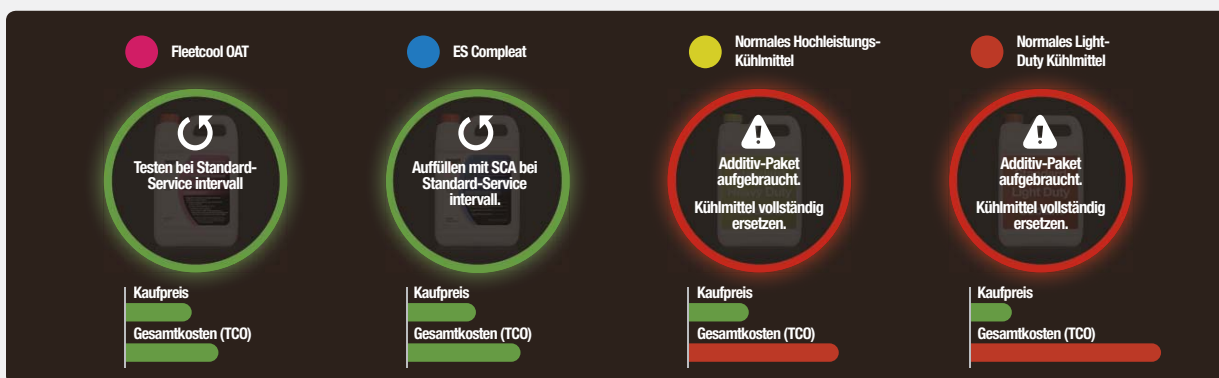 Fleetcool OAT
Testen bei Standard-
Service intervall
Kaufpreis
Gesamtkosten (TCO)
ES Compleat
Auffüllen mit SCA bei
Standard-Service
intervall.
Kaufpreis
Gesamtkosten (TCO)
Normales Hochleistungs-
Kühlmittel
Additiv-Paket
aufgebraucht.
Kühlmittel vollständig
ersetzen.
Kaufpreis
Gesamtkosten (TCO)
Normales Light-
Duty Kühlmittel
Additiv-Paket
aufgebraucht.
Light Duty
Kühlmittel vollständig
ersetzen.
Kaufpreis
Gesamtkosten (TCO)